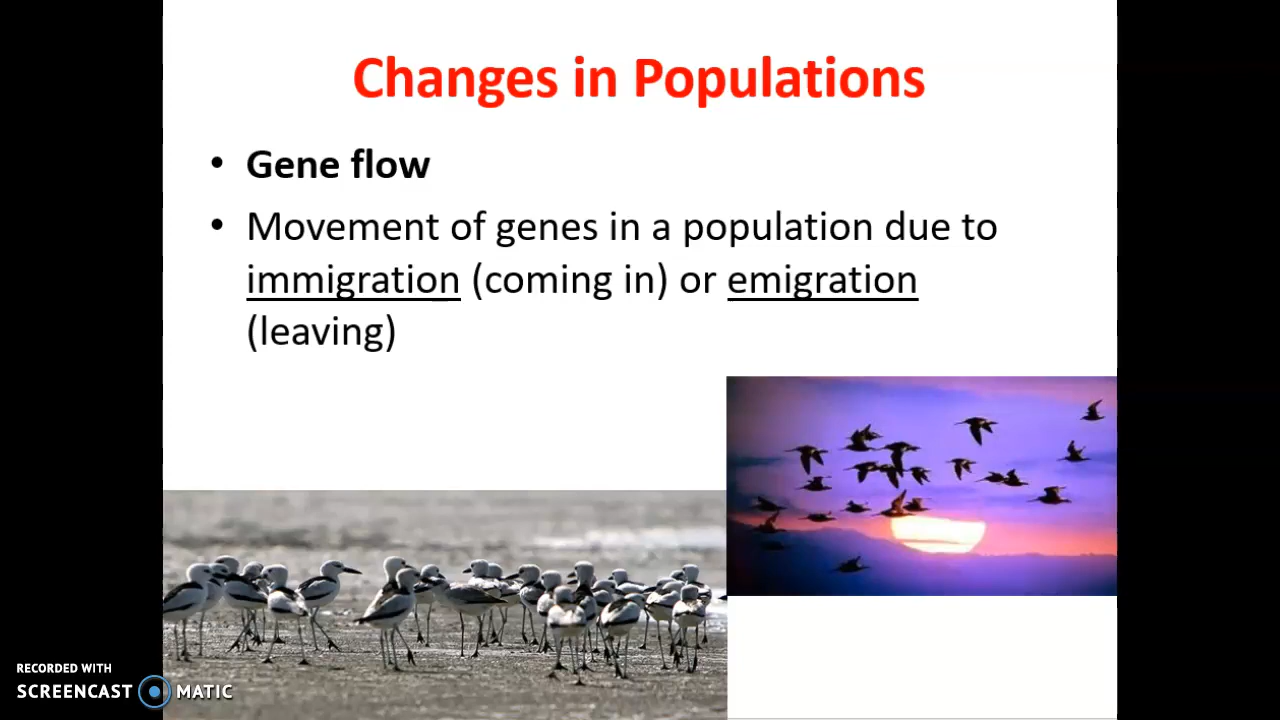 Changes in Populations
• Gene flow
• Movement of genes in a population due to
immigration (coming in) or emigration
(leaving)
RECORDED WITH
SCREENCAST MATIC